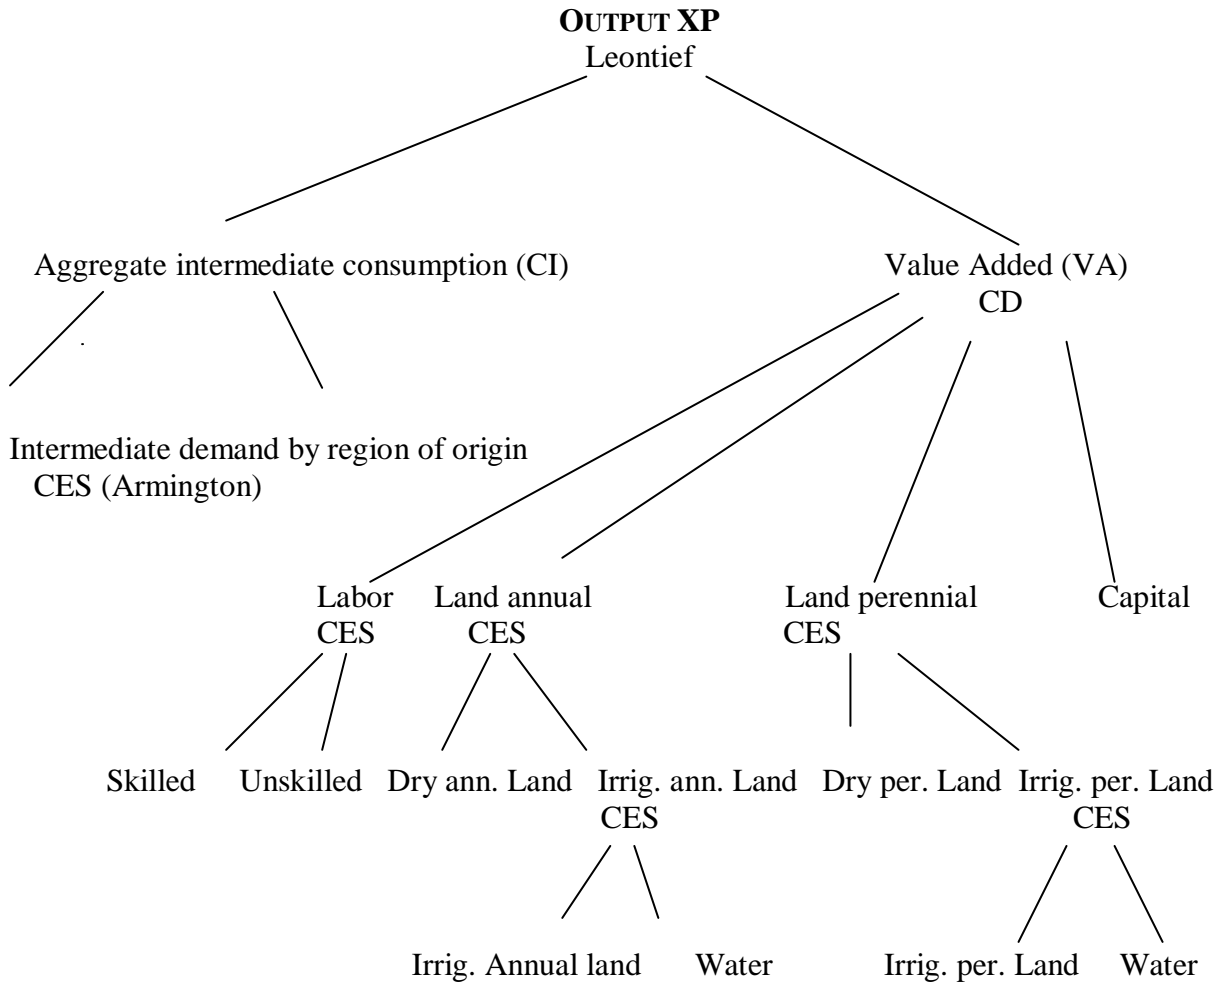 OUTPUT XP
Leontief
Aggregate intermediate consumption (CI)
Value Added (VA)
CD
Intermediate demand by region of origin
CES (Armington)
Labor
CES
Land annual
CES
Land perennial
CES
Capital
Skilled
Unskilled
Dry ann. Land
Irrig. ann. Land
CES
Dry per. Land
Irrig. per. Land
CES
Irrig. Annual land
Water
Irrig. per. Land
Water